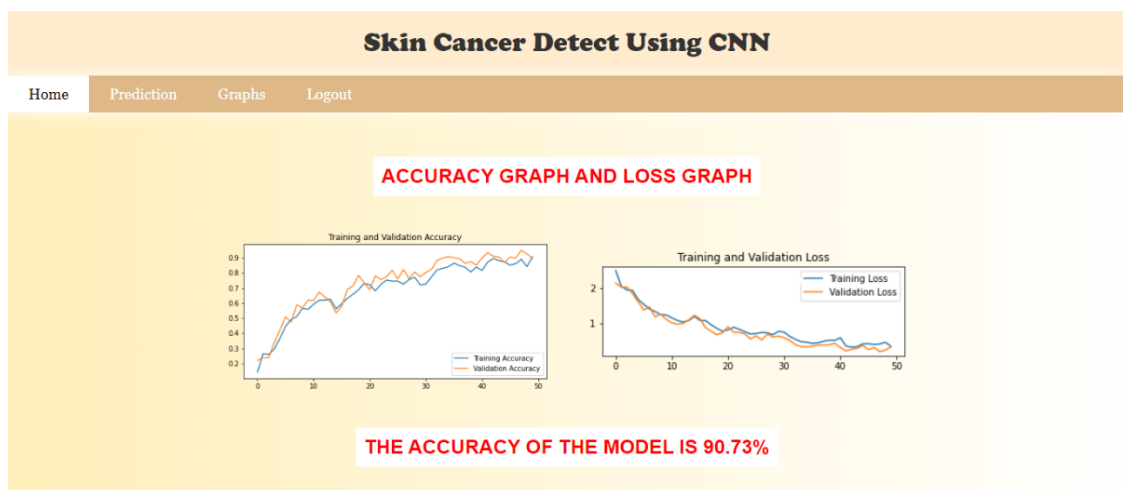 Skin Cancer Detect Using CNN
Home Prediction Graphs Logout
ACCURACY GRAPH AND LOSS GRAPH
Training and Validation Accuracy
0.9
0.8
0.7
0.6
0.5
0.4
0.3
0.2
0 10 20 30 40 50
Training Accuracy
Validation Accuracy
Training and Validation Loss
Training Loss
Validation Loss
2
1
0 10 20 30 40 50
THE ACCURACY OF THE MODEL IS 90.73%